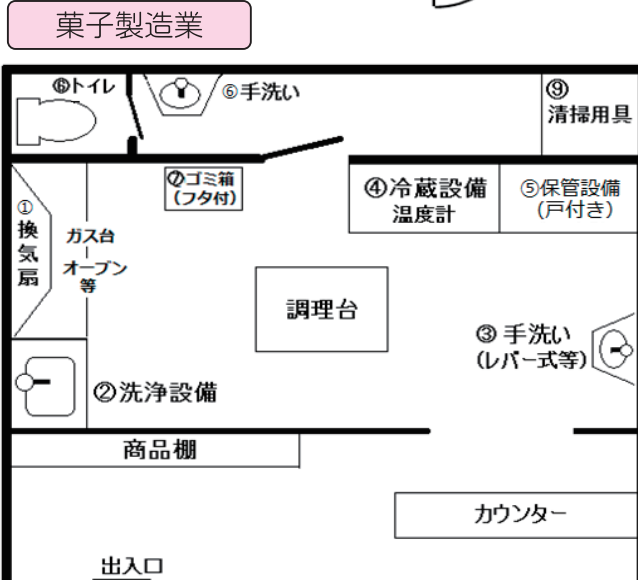 菓子製造業
⑥トイレ
⑥手洗い
⑨
清掃用具
⑦ゴミ箱
（フタ付）
④冷蔵設備
温度計
⑤保管設備
（戸付き）
①
換
気
扇
ガス台
オーブン
等
調理台
③手洗い
（レバー式等）
②洗浄設備
商品棚
カウンター
出入口